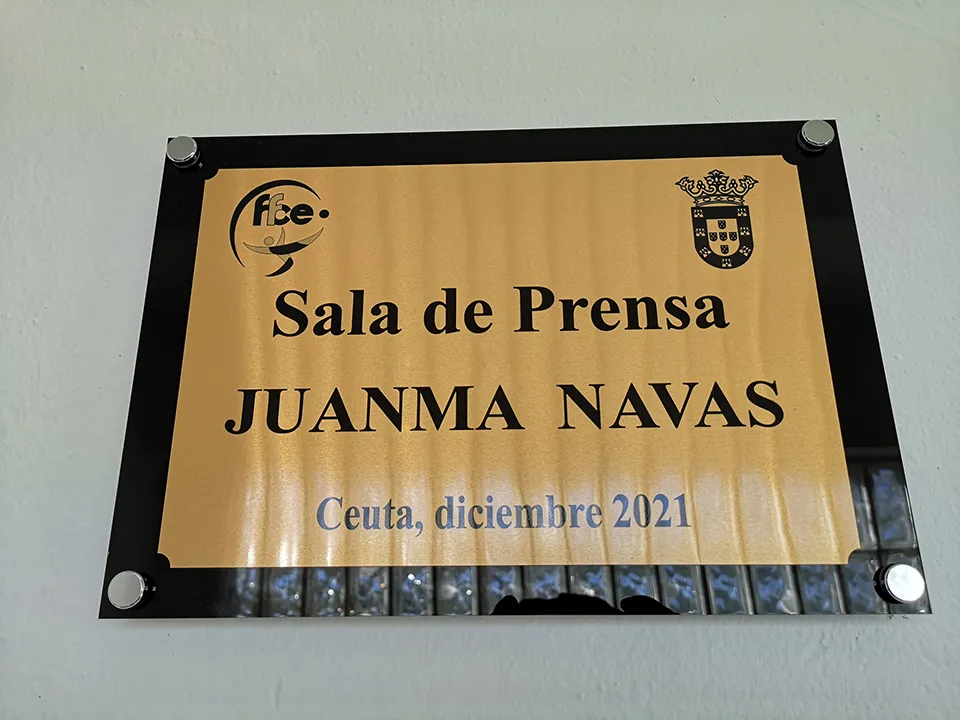 ffce
Sala de Prensa
JUANMA NAVAS
Ceuta, diciembre 2021